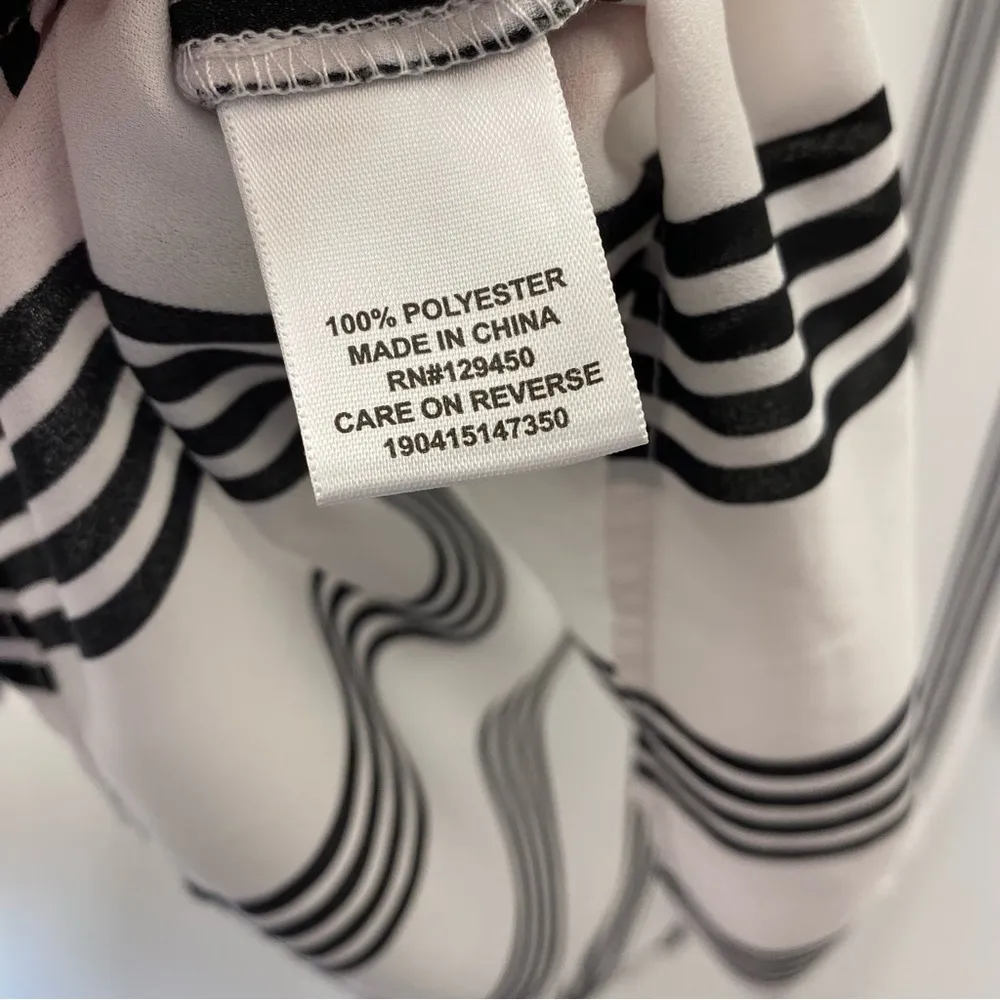 100% POLYESTER
MADE IN CHINA
RN#129450
CARE ON REVERSE
190415147350